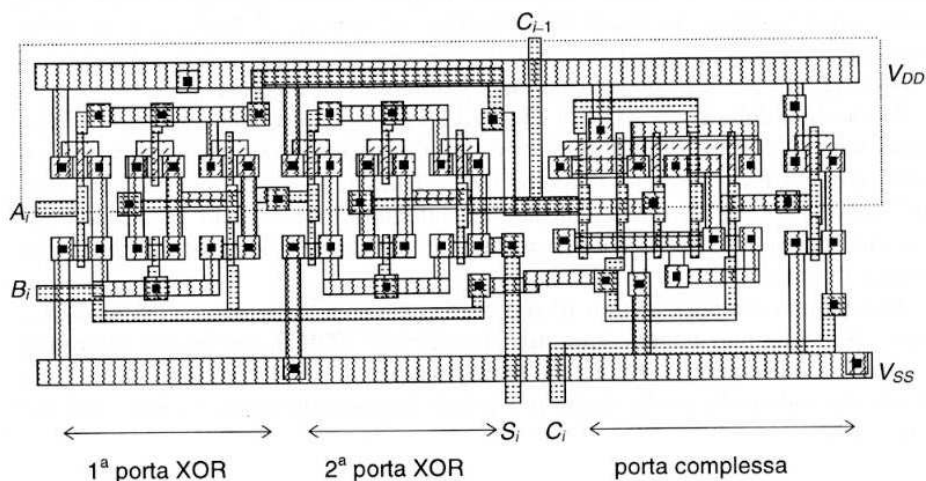 C_{i–1}
V_{DD}
A_i
B_i
V_{SS}
S_i C_i
1ª porta XOR 2ª porta XOR porta complessa